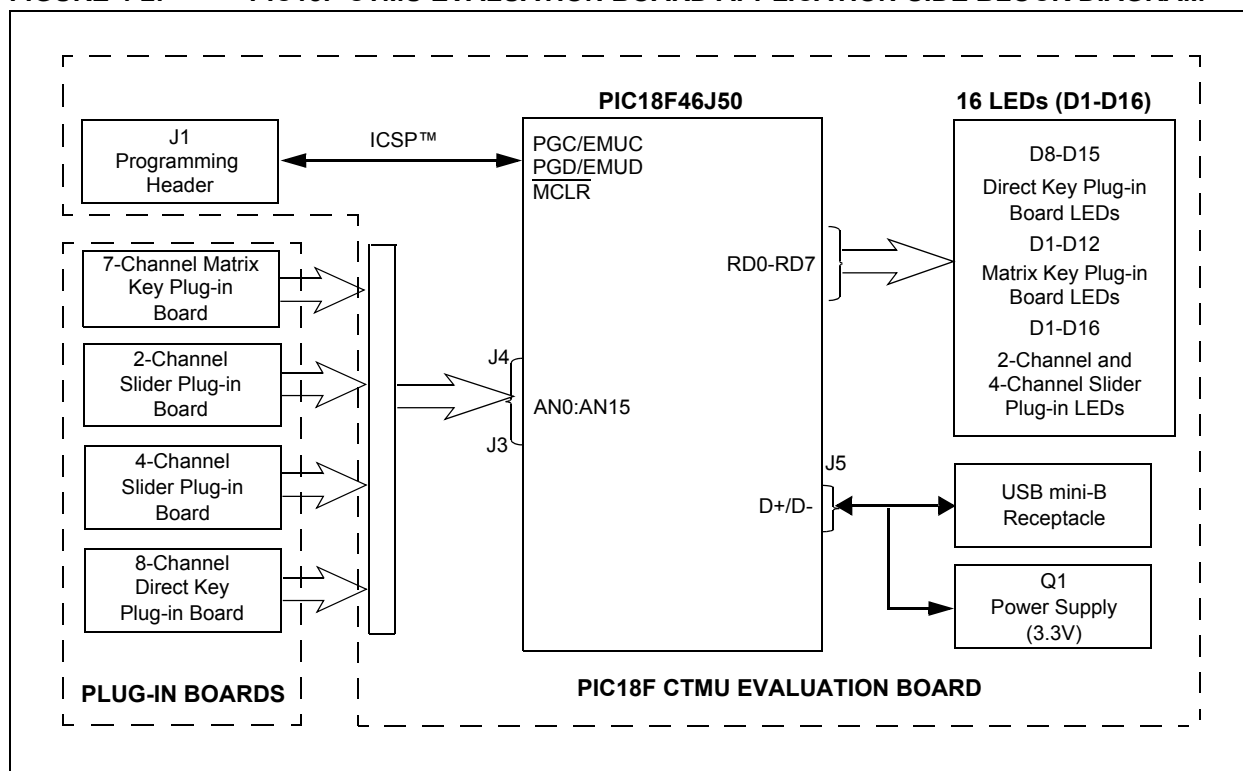 PIC18F46J50
16 LEDs (D1-D16)
J1
Programming
Header
ICSP™
PGC/EMUC
PGD/EMUD
MCLR
D8-D15
Direct Key Plug-in
Board LEDs
D1-D12
Matrix Key Plug-in
Board LEDs
D1-D16
2-Channel and
4-Channel Slider
Plug-in LEDs
RD0-RD7
7-Channel Matrix
Key Plug-in
Board
2-Channel
Slider Plug-in
Board
4-Channel
Slider Plug-in
Board
8-Channel
Direct Key
Plug-in Board
J4
AN0:AN15
J3
J5
D+/D-
USB mini-B
Receptacle
Q1
Power Supply
(3.3V)
PLUG-IN BOARDS
PIC18F CTMU EVALUATION BOARD